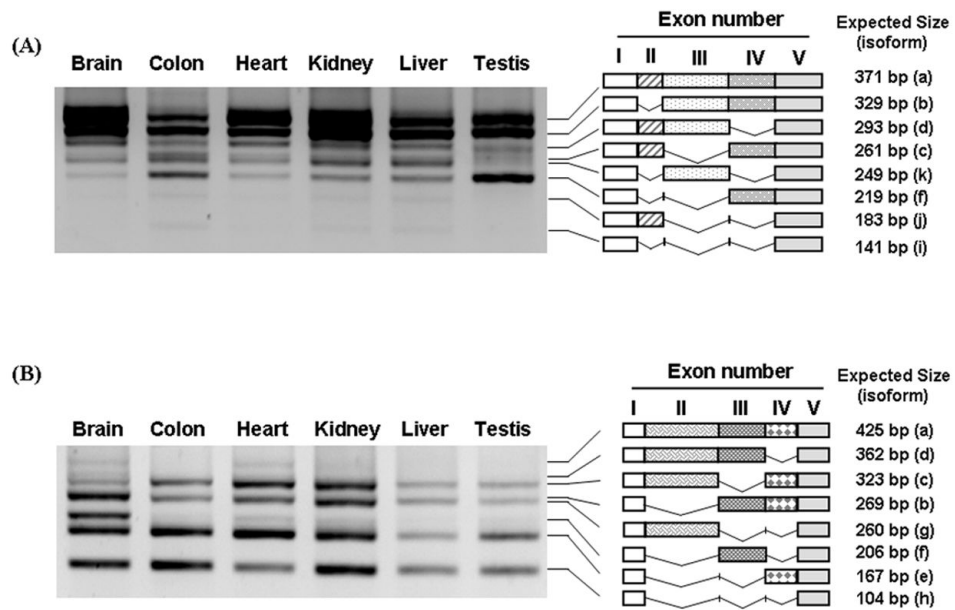 (A)
Brain Colon Heart Kidney Liver Testis
Exon number
I II III IV V
Expected Size
(isoform)
371 bp (a)
329 bp (b)
293 bp (d)
261 bp (c)
249 bp (k)
219 bp (f)
183 bp (j)
141 bp (i)
(B)
Brain Colon Heart Kidney Liver Testis
Exon number
I II III IV V
Expected Size
(isoform)
425 bp (a)
362 bp (d)
323 bp (c)
269 bp (b)
260 bp (g)
206 bp (f)
167 bp (e)
104 bp (h)